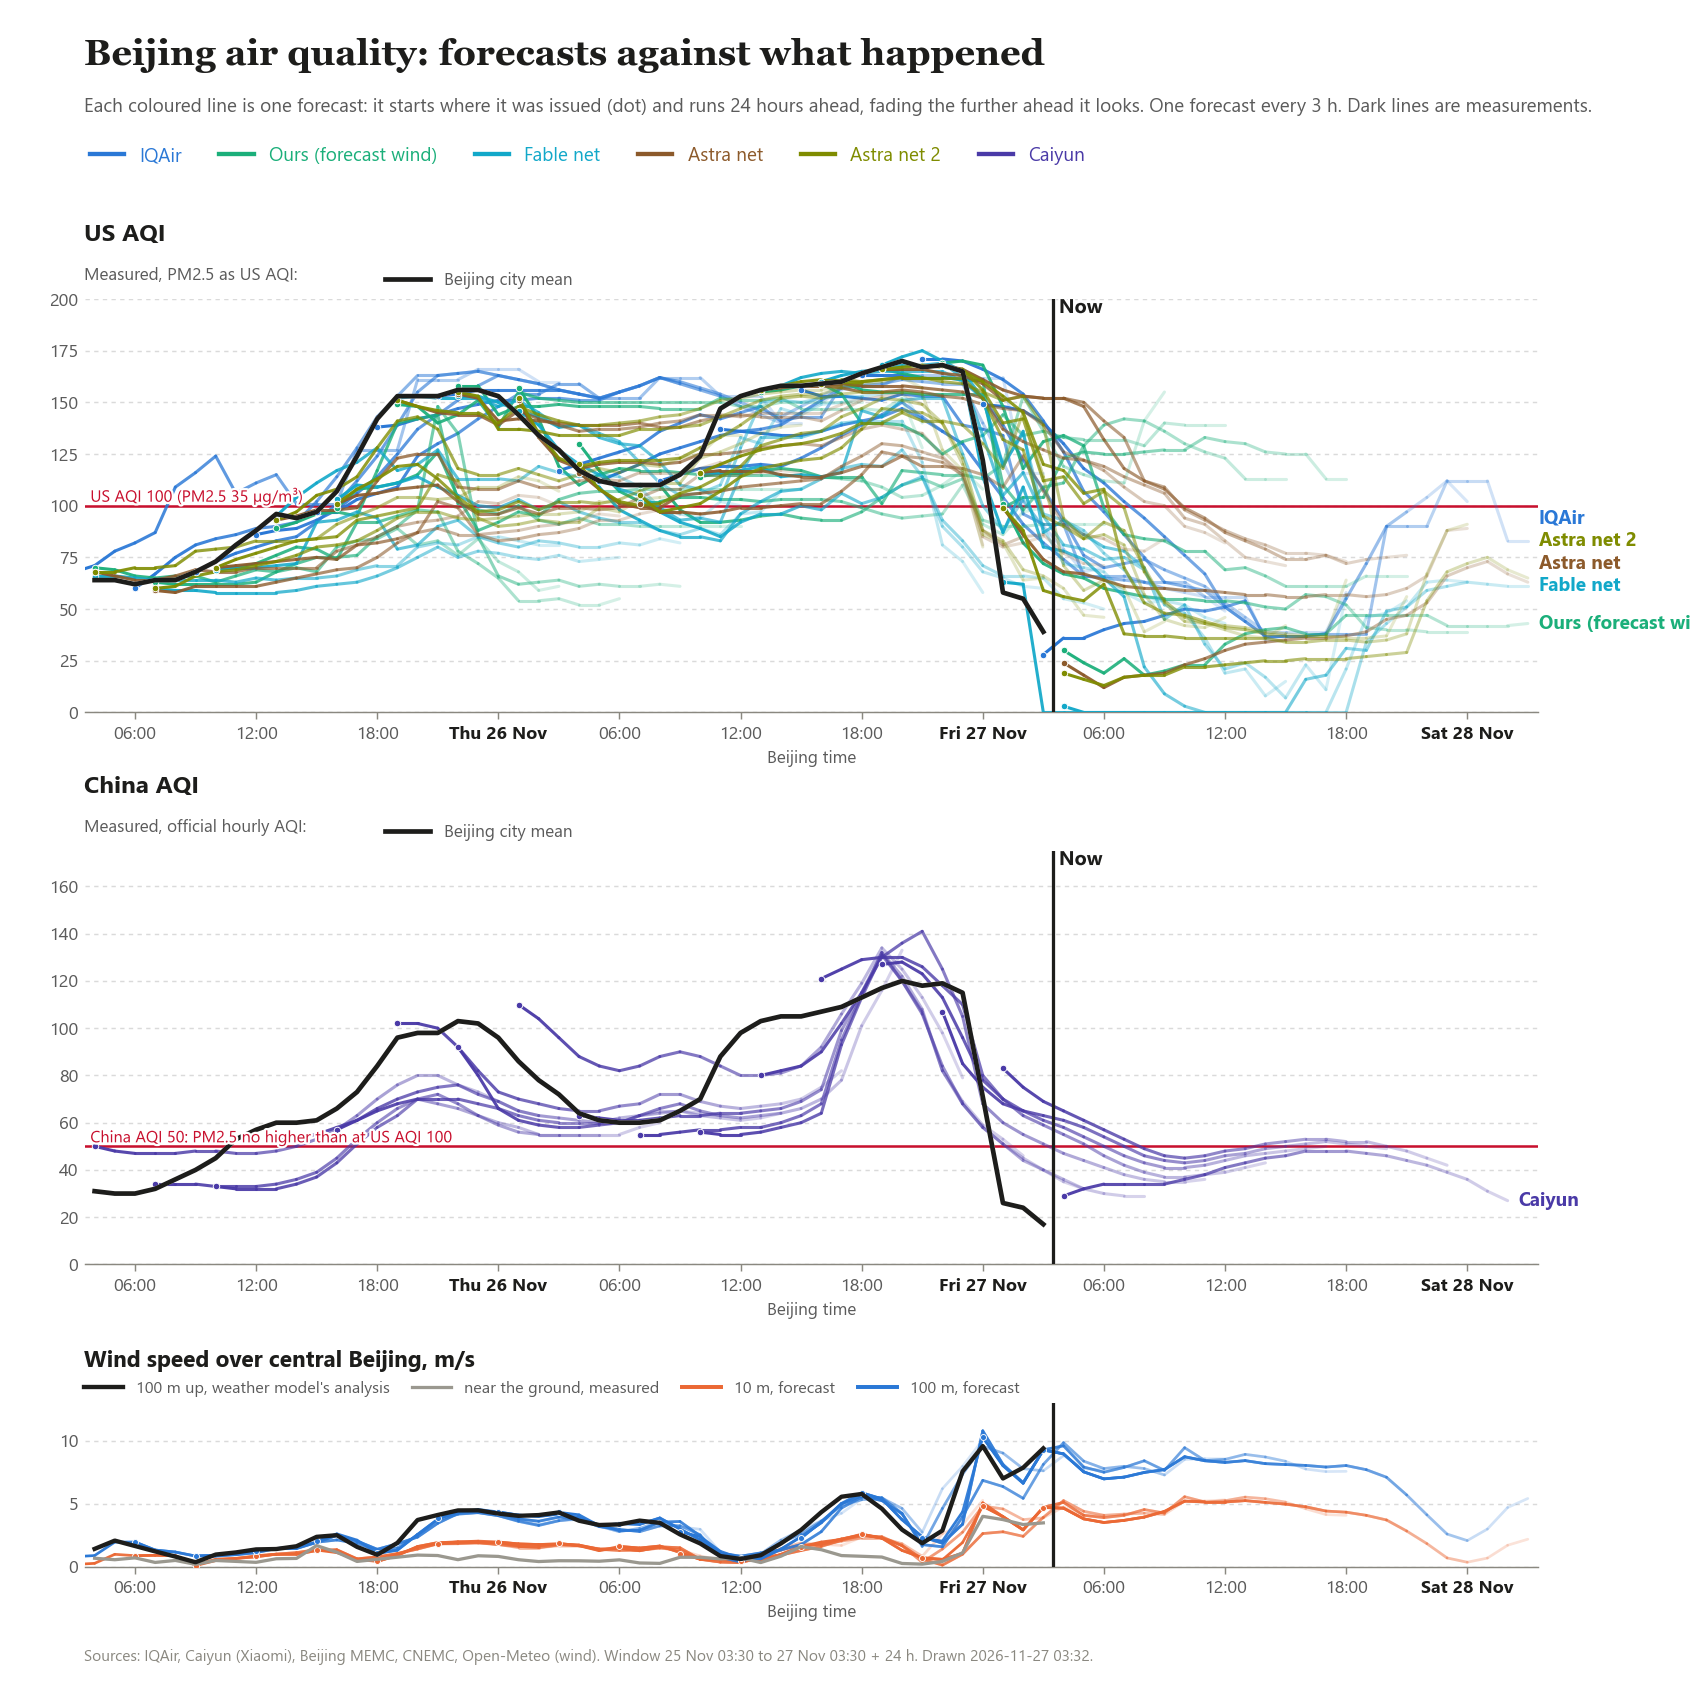 Beijing air quality: forecasts against what happened
Each coloured line is one forecast: it starts where it was issued (dot) and runs 24 hours ahead, fading the further ahead it looks. One forecast every 3 h. Dark lines are measurements.
IQAir Ours (forecast wind) Fable net Astra net Astra net 2 Caiyun
US AQI
Measured, PM2.5 as US AQI: Beijing city mean
200
Now
175
150
125
US AQI 100 (PM2.5 35 µg/m³)
100
IQAir
Astra net 2
75
Astra net
Fable net
50
Ours (forecast wi
25
0
06:00 12:00 18:00 Thu 26 Nov 06:00 12:00 18:00 Fri 27 Nov 06:00 12:00 18:00 Sat 28 Nov
Beijing time
China AQI
Measured, official hourly AQI: Beijing city mean
Now
160
140
120
100
80
60
China AQI 50: PM2.5 no higher than at US AQI 100
40
Caiyun
20
0
06:00 12:00 18:00 Thu 26 Nov 06:00 12:00 18:00 Fri 27 Nov 06:00 12:00 18:00 Sat 28 Nov
Beijing time
Wind speed over central Beijing, m/s
100 m up, weather model's analysis near the ground, measured 10 m, forecast 100 m, forecast
10
5
0
06:00 12:00 18:00 Thu 26 Nov 06:00 12:00 18:00 Fri 27 Nov 06:00 12:00 18:00 Sat 28 Nov
Beijing time
Sources: IQAir, Caiyun (Xiaomi), Beijing MEMC, CNEMC, Open-Meteo (wind). Window 25 Nov 03:30 to 27 Nov 03:30 + 24 h. Drawn 2026-11-27 03:32.